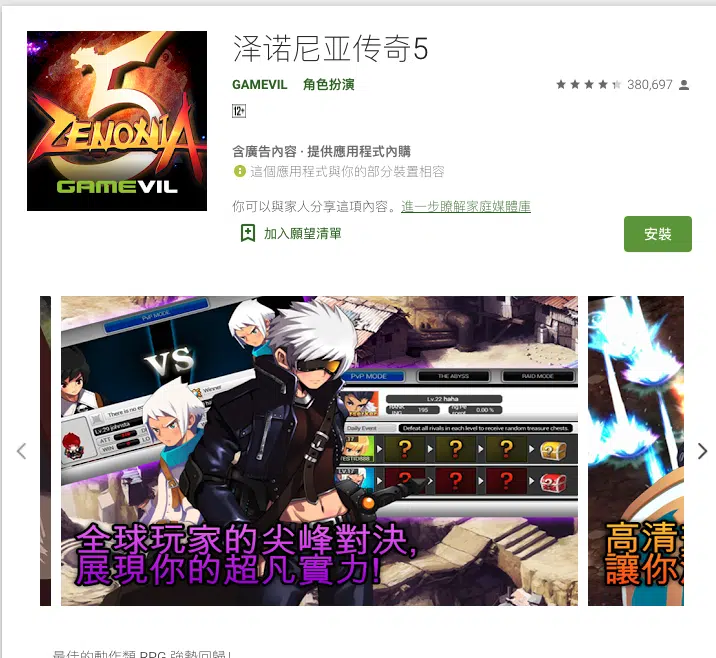 5
ZENONIA
GAMEVIL
泽诺尼亚传奇5
GAMEVIL 角色扮演
380,697
12+
含廣告內容 · 提供應用程式內購
這個應用程式與你的部分裝置相容
你可以與家人分享這項內容。進一步瞭解家庭媒體庫
加入願望清單
安裝
PVP MODE
VS
Winner
There is no
Lv.29 johnsta
ATT
WIN
LO
PVP MODE THE ABYSS RAID MODE
Lv.22 haha
195
0.00 %
Daily Event Defeat all rivals in each level to receive random treasure chests.
? ? ?
LV.17
? ? ?
全球玩家的尖峰對決,
展現你的超凡實力!
高清
讓你
最佳的動作類 RPG 強勢回歸!